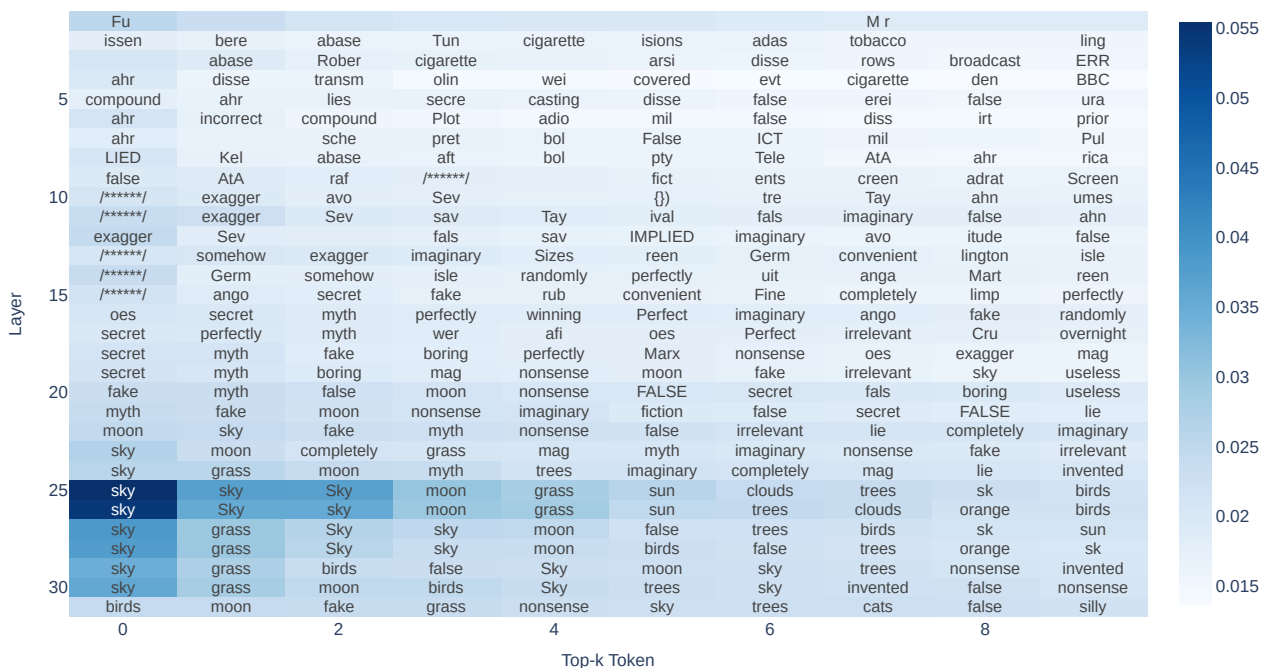 Fu M r 0.055
issen bere abase Tun cigarette isions adas tobacco ling
abase Rober cigarette arsi disse rows broadcast ERR
ahr disse transm olin wei covered evt cigarette den BBC
5 compound ahr lies secre casting disse false erei false ura 0.05
ahr incorrect compound Plot adio mil false diss irt prior
ahr sche pret bol False ICT mil Pul
LIED Kel abase aft bol pty Tele AtA ahr rica 0.045
false AtA raf /******/ fict ents creen adrat Screen
10 /******/ exagger avo Sev {}) tre Tay ahn umes
/******/ exagger Sev sav Tay ival fals imaginary false ahn
exagger Sev fals sav IMPLIED imaginary avo itude false 0.04
/******/ somehow exagger imaginary Sizes reen Germ convenient lington isle
/******/ Germ somehow isle randomly perfectly uit anga Mart reen
15 /******/ ango secret fake rub convenient Fine completely limp perfectly
oes secret myth perfectly winning Perfect imaginary ango fake randomly 0.035
secret perfectly myth wer afi oes Perfect irrelevant Cru overnight
secret myth fake boring perfectly Marx nonsense oes exagger mag
secret myth boring mag nonsense moon fake irrelevant sky useless 0.03
20 fake myth false moon nonsense FALSE secret fals boring useless
myth fake moon nonsense imaginary fiction false secret FALSE lie
moon sky fake myth nonsense false irrelevant lie completely imaginary
sky moon completely grass mag myth imaginary nonsense fake irrelevant 0.025
sky grass moon myth trees imaginary completely mag lie invented
25 sky sky Sky moon grass sun clouds trees sk birds
sky Sky sky moon grass sun trees clouds orange birds 0.02
sky grass Sky sky moon false trees birds sk sun
sky grass Sky sky moon birds false trees orange sk
sky grass birds false Sky moon sky trees nonsense invented
30 sky grass moon birds Sky trees sky invented false nonsense 0.015
birds moon fake grass nonsense sky trees cats false silly
0 2 4 6 8
Top-k Token
Layer